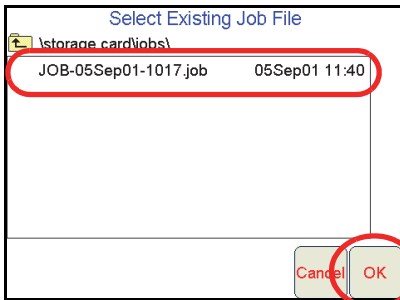 Select Existing Job File
\storage card\jobs\
JOB-05Sep01-1017.job 05Sep01 11:40
Cancel OK